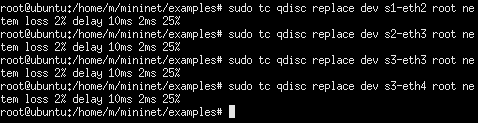 root@ubuntu:/home/m/mininet/examples# sudo tc qdisc replace dev s1-eth2 root ne
tem loss 2% delay 10ms 2ms 25%
root@ubuntu:/home/m/mininet/examples# sudo tc qdisc replace dev s2-eth3 root ne
tem loss 2% delay 10ms 2ms 25%
root@ubuntu:/home/m/mininet/examples# sudo tc qdisc replace dev s3-eth3 root ne
tem loss 2% delay 10ms 2ms 25%
root@ubuntu:/home/m/mininet/examples# sudo tc qdisc replace dev s3-eth4 root ne
tem loss 2% delay 10ms 2ms 25%
root@ubuntu:/home/m/mininet/examples#